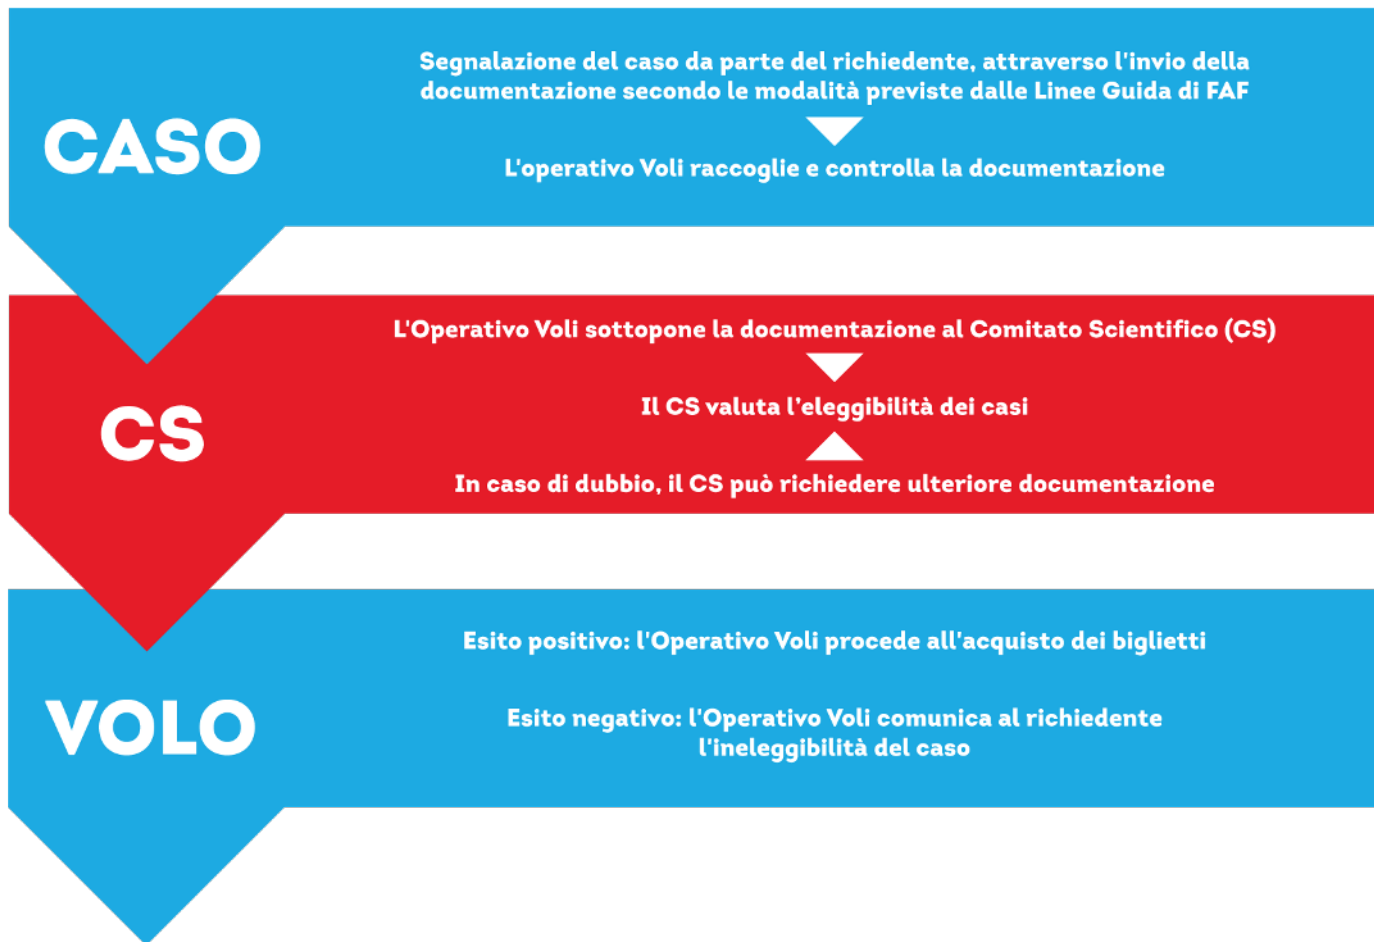 CASO
Segnalazione del caso da parte del richiedente, attraverso l'invio della
documentazione secondo le modalità previste dalle Linee Guida di FAF
L'operativo Voli raccoglie e controlla la documentazione
CS
L'Operativo Voli sottopone la documentazione al Comitato Scientifico (CS)
Il CS valuta l’eleggibilità dei casi
In caso di dubbio, il CS può richiedere ulteriore documentazione
VOLO
Esito positivo: l'Operativo Voli procede all'acquisto dei biglietti
Esito negativo: l'Operativo Voli comunica al richiedente
l'ineleggibilità del caso